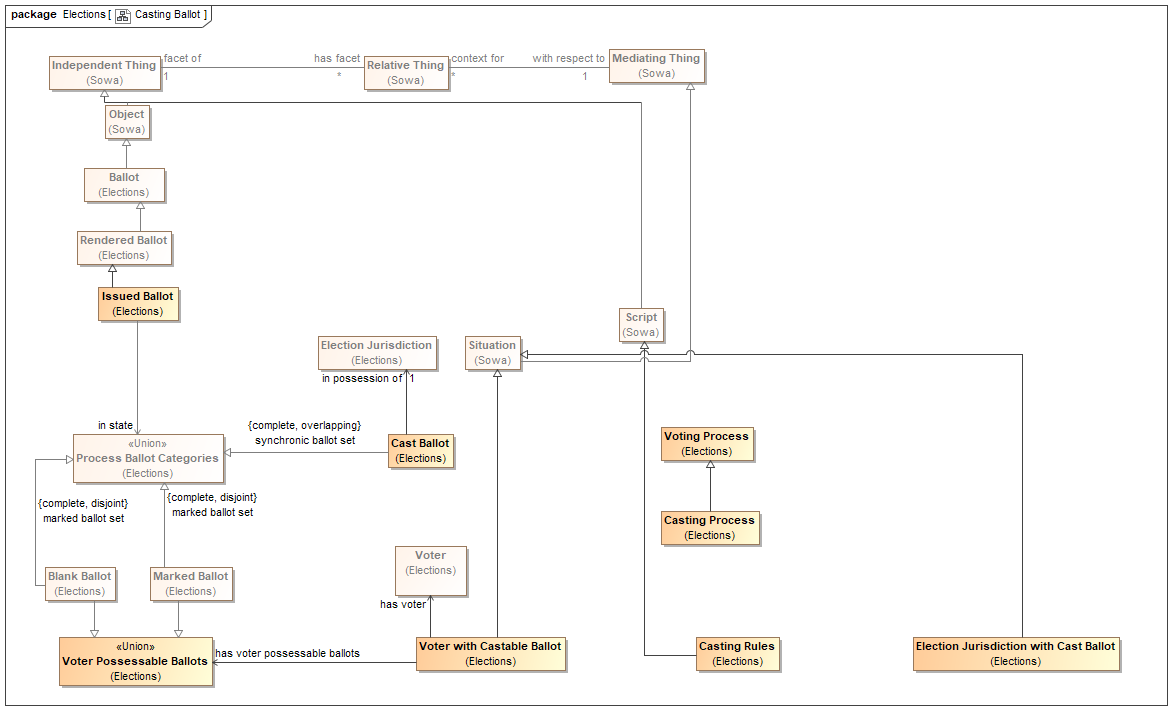 package Elections [ Casting Ballot ]
facet of
has facet
context for
with respect to
Independent Thing
(Sowa)
1
*
Relative Thing
(Sowa)
*
1
Mediating Thing
(Sowa)
Object
(Sowa)
Ballot
(Elections)
Rendered Ballot
(Elections)
Issued Ballot
(Elections)
Script
(Sowa)
Election Jurisdiction
(Elections)
Situation
(Sowa)
in possession of
1
in state
{complete, overlapping}
synchronic ballot set
«Union»
Process Ballot Categories
(Elections)
Cast Ballot
(Elections)
Voting Process
(Elections)
{complete, disjoint}
marked ballot set
{complete, disjoint}
marked ballot set
Casting Process
(Elections)
Voter
(Elections)
Blank Ballot
(Elections)
Marked Ballot
(Elections)
has voter
«Union»
Voter Possessable Ballots
(Elections)
has voter possessable ballots
Voter with Castable Ballot
(Elections)
Casting Rules
(Elections)
Election Jurisdiction with Cast Ballot
(Elections)